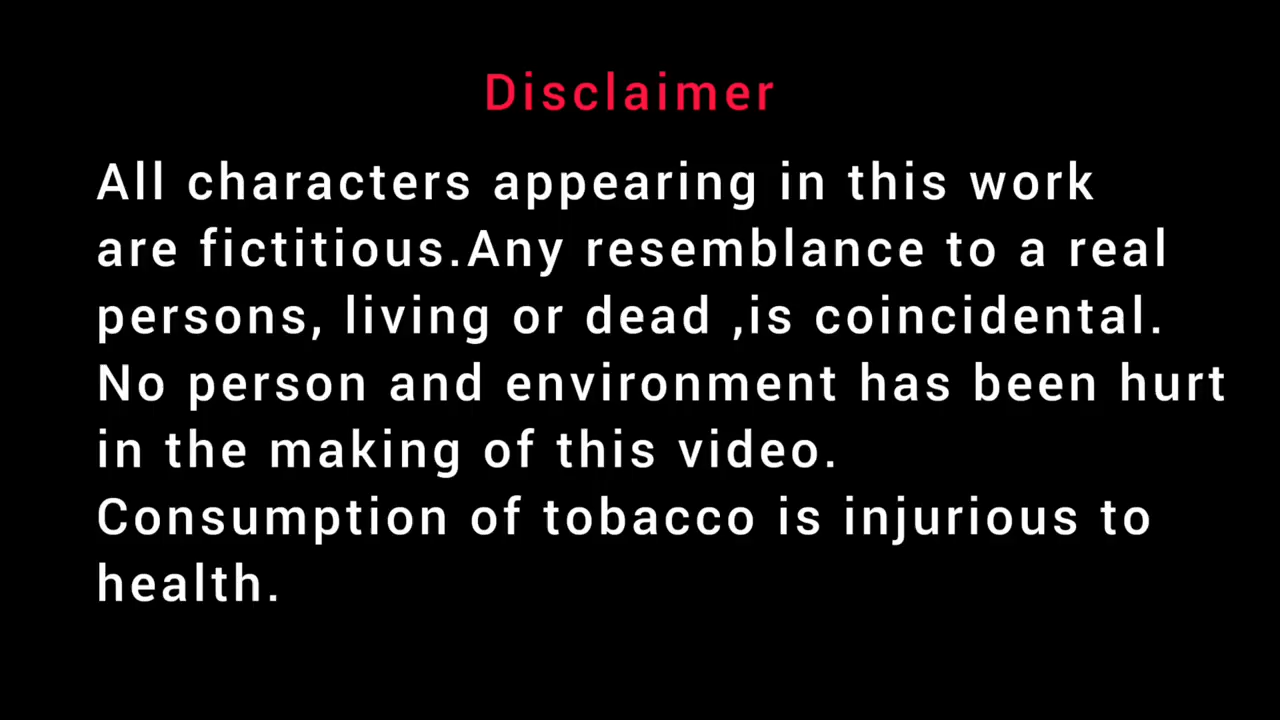 Disclaimer
All characters appearing in this work
are fictitious.Any resemblance to a real
persons, living or dead ,is coincidental.
No person and environment has been hurt
in the making of this video.
Consumption of tobacco is injurious to
health.